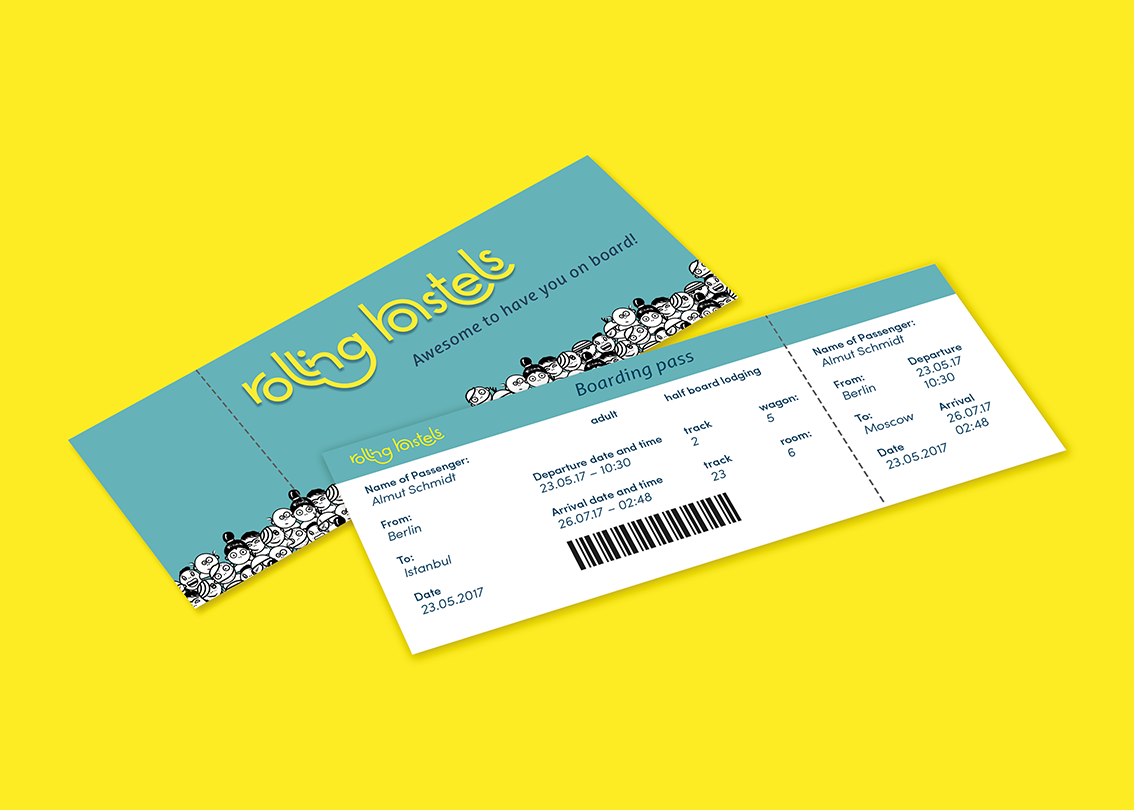 rolling hostels
Awesome to have you on board!
rolling hostels
Boarding pass
Name of Passenger:
Almut Schmidt
From:
Berlin
To:
Istanbul
Date
23.05.2017
adult
half board lodging
Departure date and time
23.05.17 – 10:30
track
2
wagon:
5
Arrival date and time
26.07.17 – 02:48
track
23
room:
6
Name of Passenger:
Almut Schmidt
From:
Berlin
Departure
23.05.17
10:30
To:
Moscow
Arrival
26.07.17
02:48
Date
23.05.2017